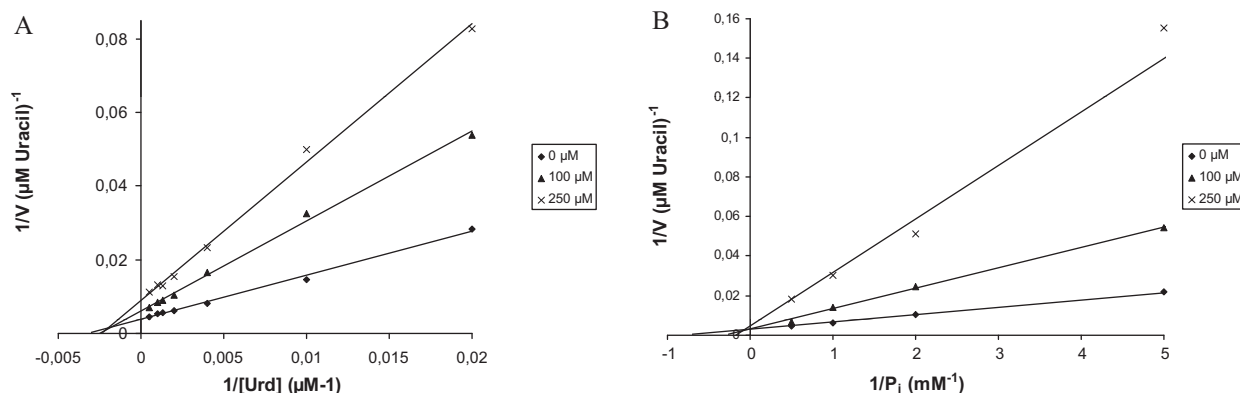 A
1/V (µM Uracil)⁻¹
0,08
0,06
0,04
0,02
0
-0,005
0
0,005
0,01
0,015
0,02
1/[Urd] (µM-1)
0 µM
100 µM
250 µM
B
1/V (µM Uracil)⁻¹
0,16
0,14
0,12
0,1
0,08
0,06
0,04
0,02
0
-1
0
1
2
3
4
5
1/Pᵢ (mM⁻¹)
0 µM
100 µM
250 µM